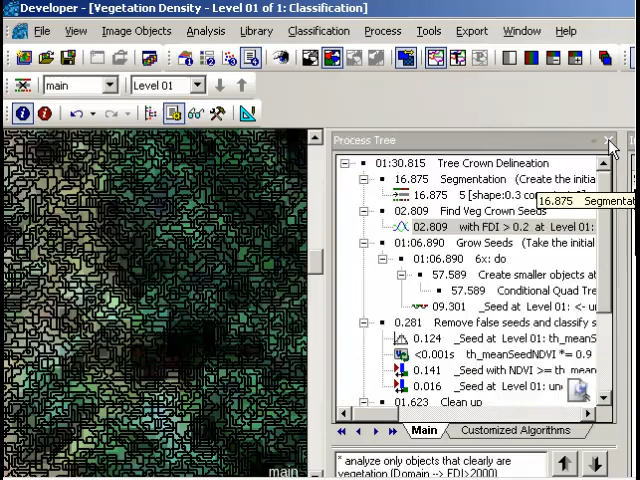 Developer - [Vegetation Density - Level 01 of 1: Classification]
File View Image Objects Analysis Library Classification Process Tools Export Window Help
main Level 01
Process Tree
01:30.815 Tree Crown Delineation
16.875 Segmentation (Create the initia
16.875 5 [shape:0.3
16.875 Segmentat
02.809 Find Veg Crown Seeds
02.809 with FDI > 0.2 at Level 01:
01:06.890 Grow Seeds (Take the initial
01:06.890 6x: do
57.589 Create smaller objects at
57.589 Conditional Quad Tre
09.301 _Seed at Level 01: <- u
0.281 Remove false seeds and classify s
0.124 _Seed at Level 01: th_meanS
<0.001s th_meanSeedNDVI *= 0.9
0.141 _Seed with NDVI >= th_mean
0.016 _Seed at Level 01: un
01.623 Clean up
Main Customized Algorithms
main
* analyze only objects that clearly are
vegetation (Domain --> FDI>2000)